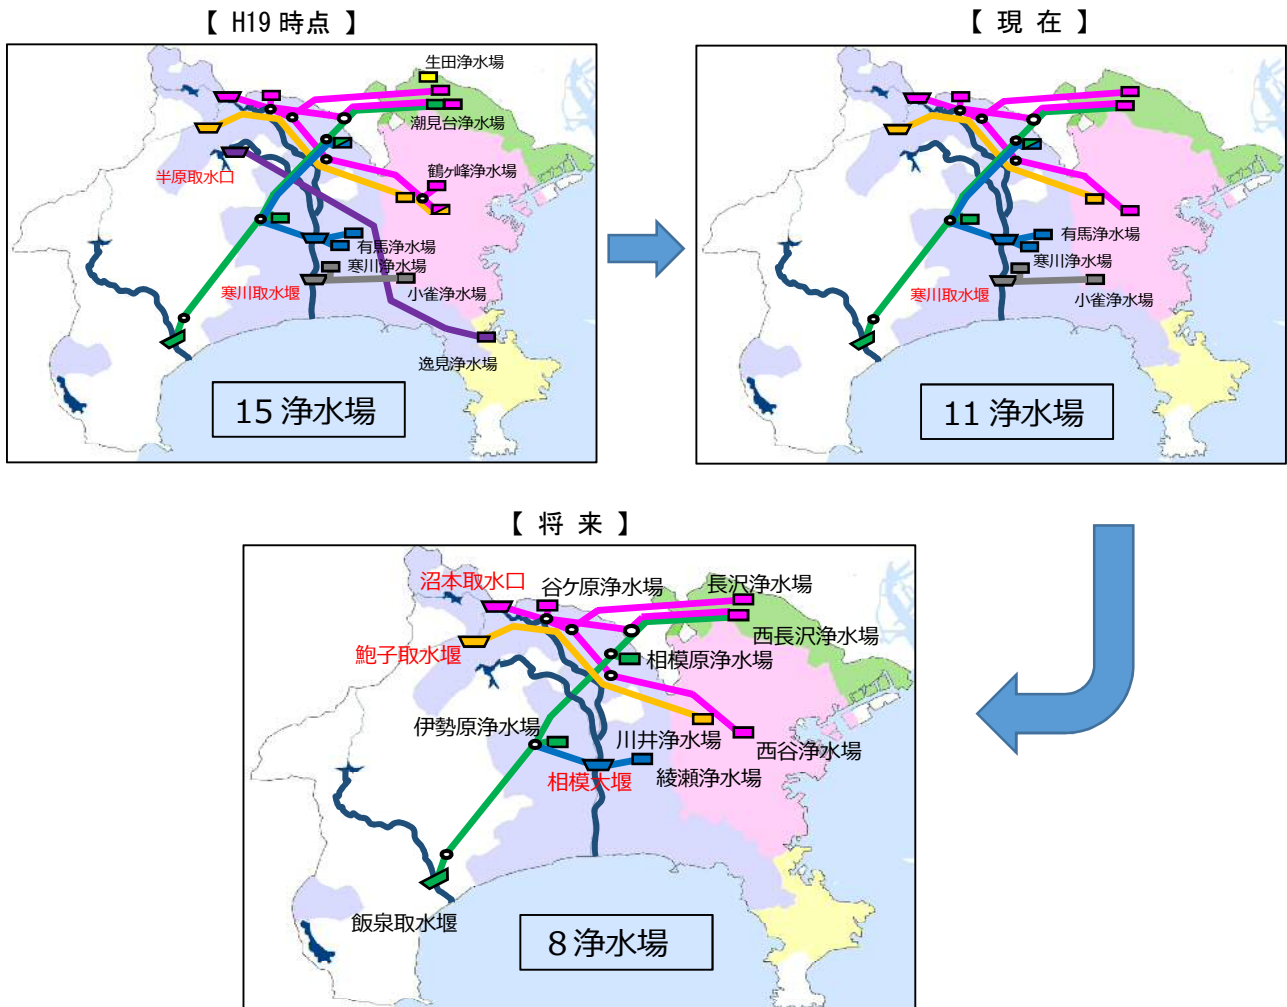 【 H19 時点 】
生田浄水場
潮見台浄水場
半原取水口
鶴ヶ峰浄水場
有馬浄水場
寒川浄水場
寒川取水堰
小雀浄水場
逸見浄水場
15 浄水場
【 現 在 】
有馬浄水場
寒川浄水場
寒川取水堰
小雀浄水場
11 浄水場
【 将 来 】
沼本取水口
谷ケ原浄水場
長沢浄水場
西長沢浄水場
鮑子取水堰
相模原浄水場
伊勢原浄水場
川井浄水場
西谷浄水場
相模大堰
綾瀬浄水場
飯泉取水堰
8 浄水場